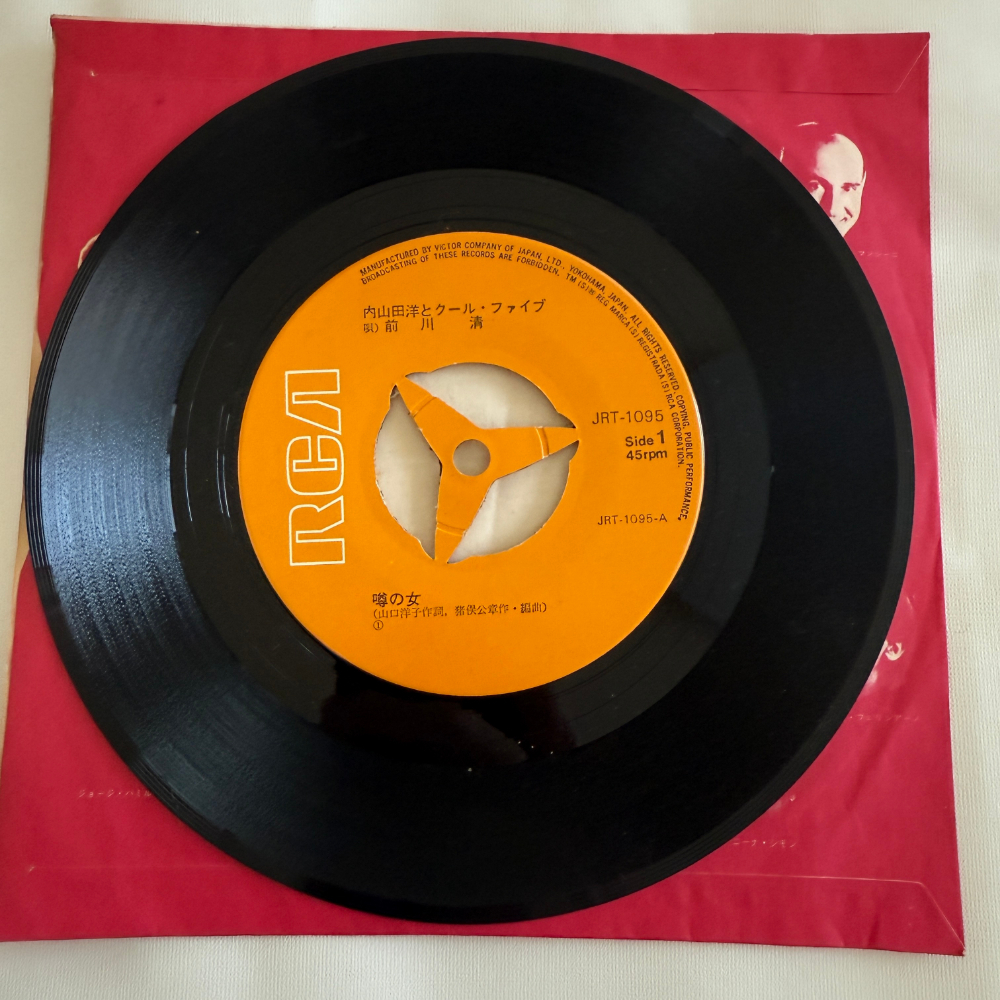 MANUFACTURED BY VICTOR COMPANY OF JAPAN, LTD., YOKOHAMA, JAPAN. ALL RIGHTS RESERVED. COPYING, PUBLIC PERFORMANCE,
BROADCASTING OF THESE RECORDS ARE FORBIDDEN. TM(S)® REG MARCA(S) REGISTRADA(S) RCA CORPORATION.
内山田洋とクール・ファイブ
唄)前川 清
RCA
JRT-1095
Side 1
45rpm
JRT-1095-A
噂の女
(山口洋子作詞,猪俣公章作・編曲)
①